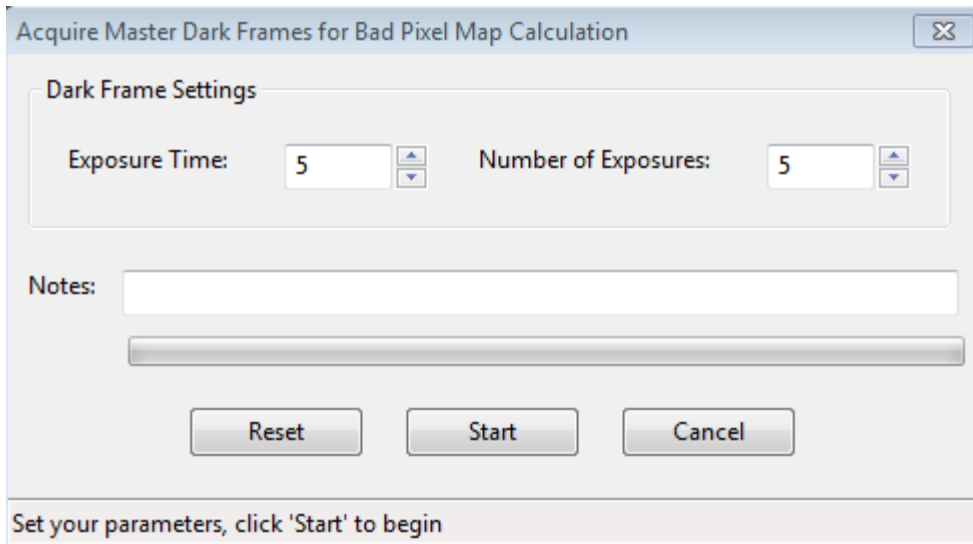 Acquire Master Dark Frames for Bad Pixel Map Calculation
Dark Frame Settings
Exposure Time: 5 Number of Exposures: 5
Notes:
Reset Start Cancel
Set your parameters, click 'Start' to begin